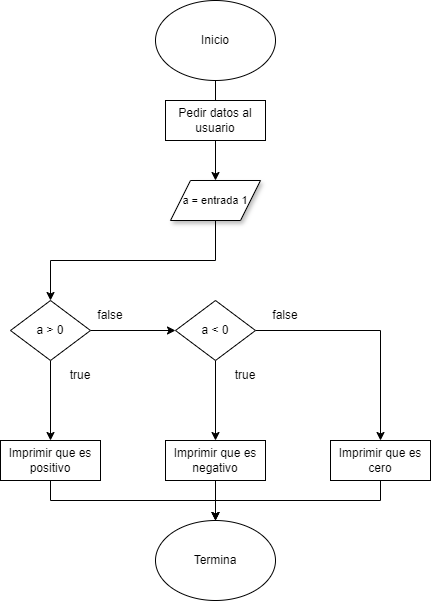 Inicio
Pedir datos al
usuario
a = entrada 1
a > 0
false
a < 0
false
true
true
Imprimir que es
positivo
Imprimir que es
negativo
Imprimir que es
cero
Termina